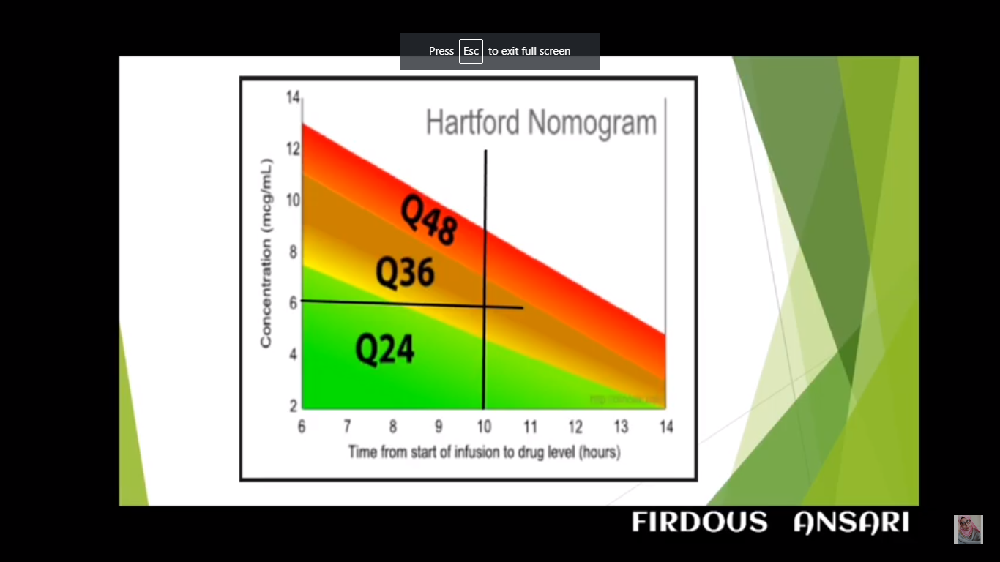 Press Esc to exit full screen
Hartford Nomogram
Concentration (mcg/mL)
14
12
10
8
6
4
2
Q48
Q36
Q24
6 7 8 9 10 11 12 13 14
Time from start of infusion to drug level (hours)
FIRDOUS ANSARI